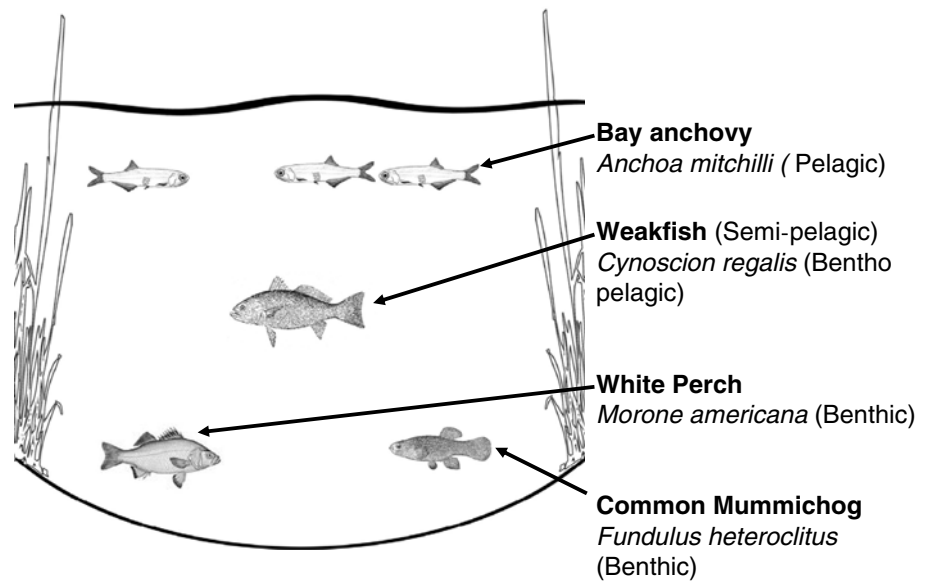 Bay anchovy
Anchoa mitchilli ( Pelagic)
Weakfish (Semi-pelagic)
Cynoscion regalis (Bentho
pelagic)
White Perch
Morone americana (Benthic)
Common Mummichog
Fundulus heteroclitus
(Benthic)